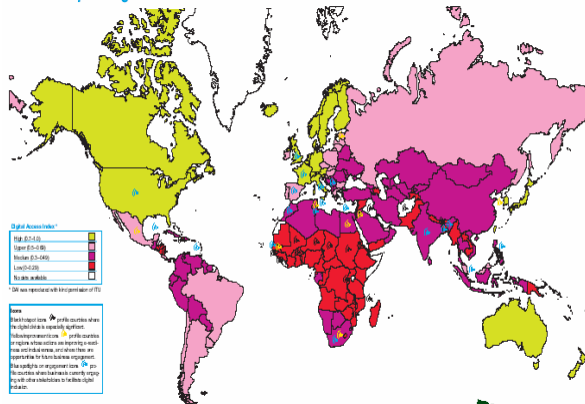 Digital Access Index *
High (0.7-1.0)
Upper (0.5-0.69)
Medium (0.3-0.49)
Low (0-0.29)
No data available
* DAI was reproduced with kind permission of ITU.
Icons
Black hotspot icons profile countries where
the digital divide is especially significant.
Yellow improvement icons profile countries
or regions whose actions are improving e-readi-
ness and inclusiveness, and where there are
opportunities for future business engagement.
Blue spotlights on engagement icons pro-
file countries where business is currently engag-
ing with other stakeholders to facilitate digital
inclusion.